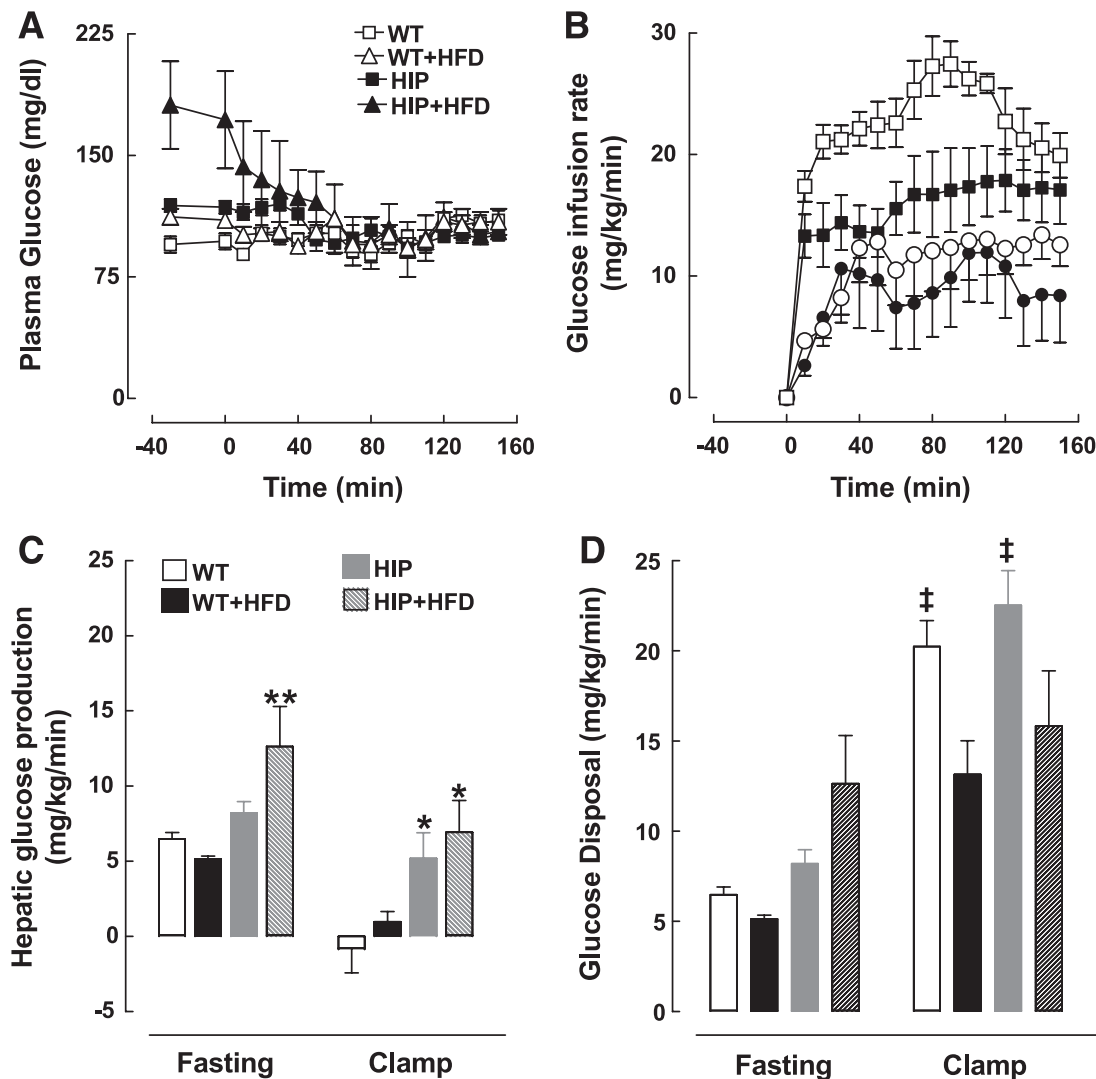 A
225
150
75
0
Plasma Glucose (mg/dl)
WT
WT+HFD
HIP
HIP+HFD
-40 0 40 80 120 160
Time (min)
B
30
20
10
0
Glucose infusion rate
(mg/kg/min)
-40 0 40 80 120 160
Time (min)
C
25
20
15
10
5
0
-5
Hepatic glucose production
(mg/kg/min)
WT
WT+HFD
HIP
HIP+HFD
**
*
*
Fasting Clamp
D
25
20
15
10
5
0
Glucose Disposal (mg/kg/min)
‡
‡
Fasting Clamp